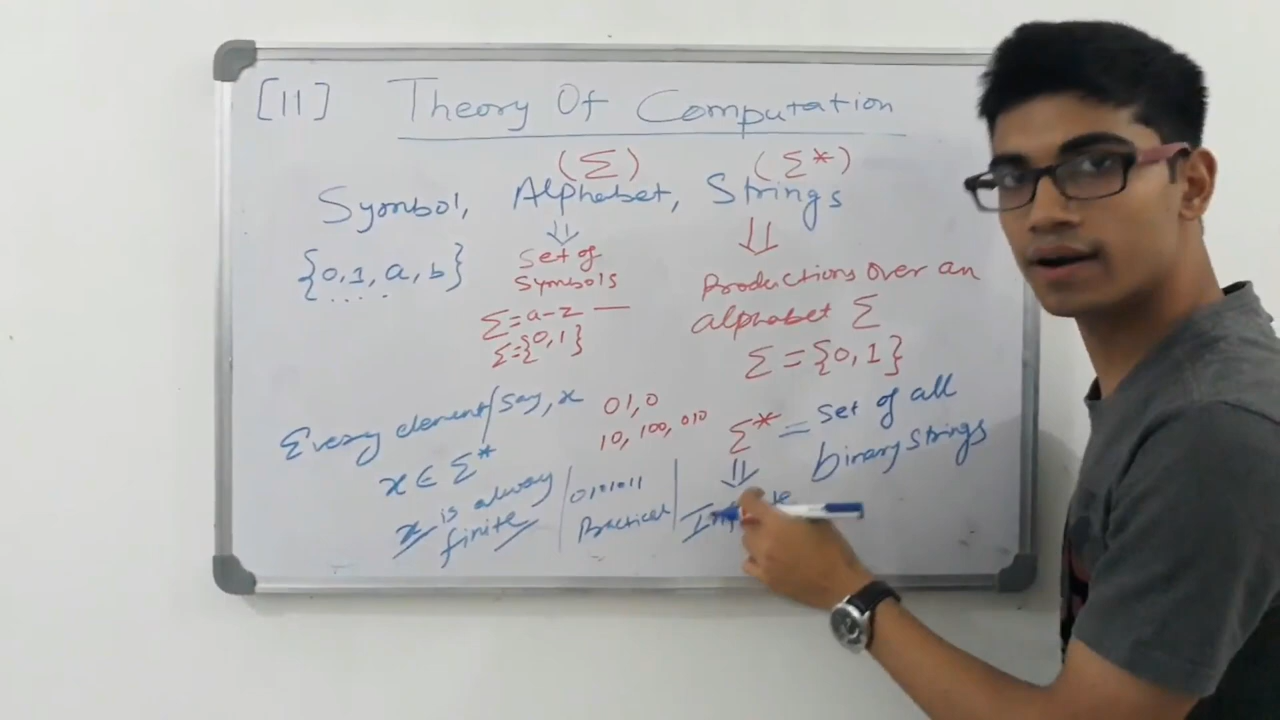 [11] Theory Of Computation
(Σ) (Σ*)
Symbol, Alphabet, Strings
{0,1,a,b}
....
Set of
Symbols
Σ=a-z —
Σ={0,1}
Productions over an
alphabet Σ
Σ={0,1}
Every element/say, x
x ∈ Σ*
x is always
finite
01,0
10, 100, 010
0101011
Practical
Σ* = Set of all
binary strings